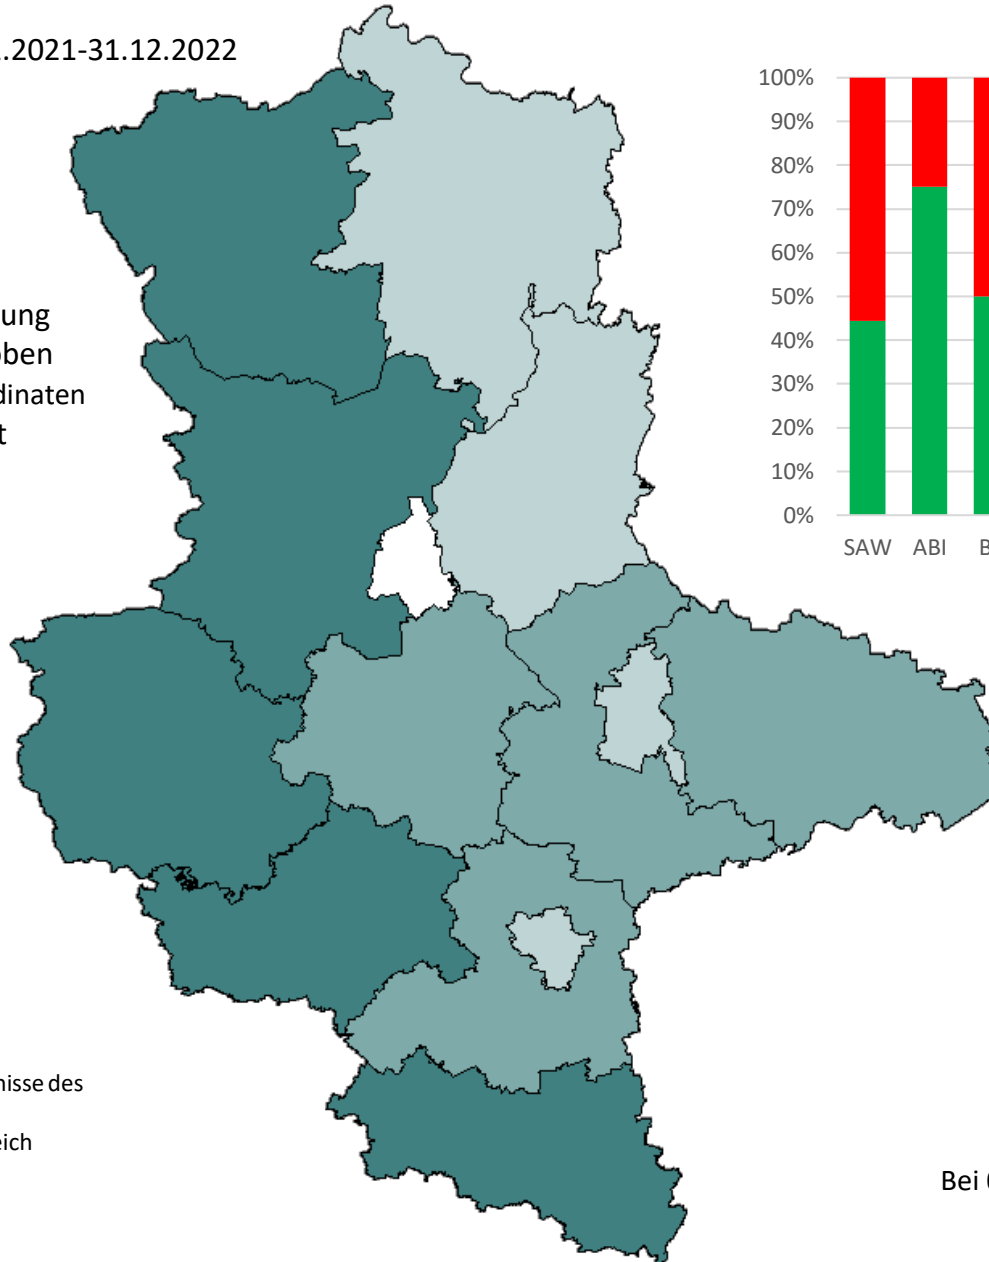 .2021-31.12.2022
ung
oben
dinaten
t
100%
90%
80%
70%
60%
50%
40%
30%
20%
10%
0%
SAW ABI B
nisse des
eich
Bei